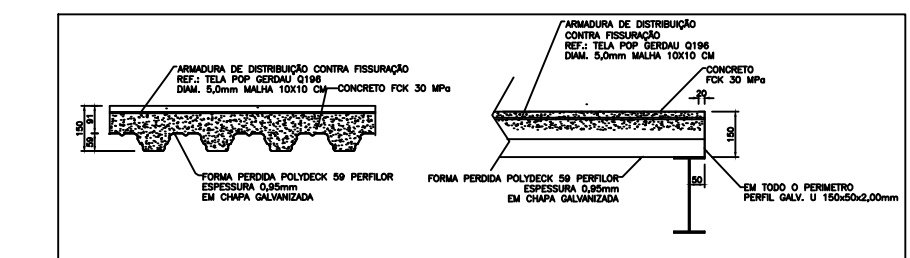 ARMADURA DE DISTRIBUIÇÃO CONTRA FISSURAÇÃO
REF.: TELA POP GERDAU Q196
DIAM. 5,0mm MALHA 10X10 CM
CONCRETO FCK 30 MPa
150
91
59
FORMA PERDIDA POLYDECK 59 PERFILOR
ESPESSURA 0,95mm
EM CHAPA GALVANIZADA
ARMADURA DE DISTRIBUIÇÃO
CONTRA FISSURAÇÃO
REF.: TELA POP GERDAU Q196
DIAM. 5,0mm MALHA 10X10 CM
CONCRETO
FCK 30 MPa
20
150
FORMA PERDIDA POLYDECK 59 PERFILOR
ESPESSURA 0,95mm
EM CHAPA GALVANIZADA
50
EM TODO O PERIMETRO
PERFIL GALV. U 150x50x2,00mm